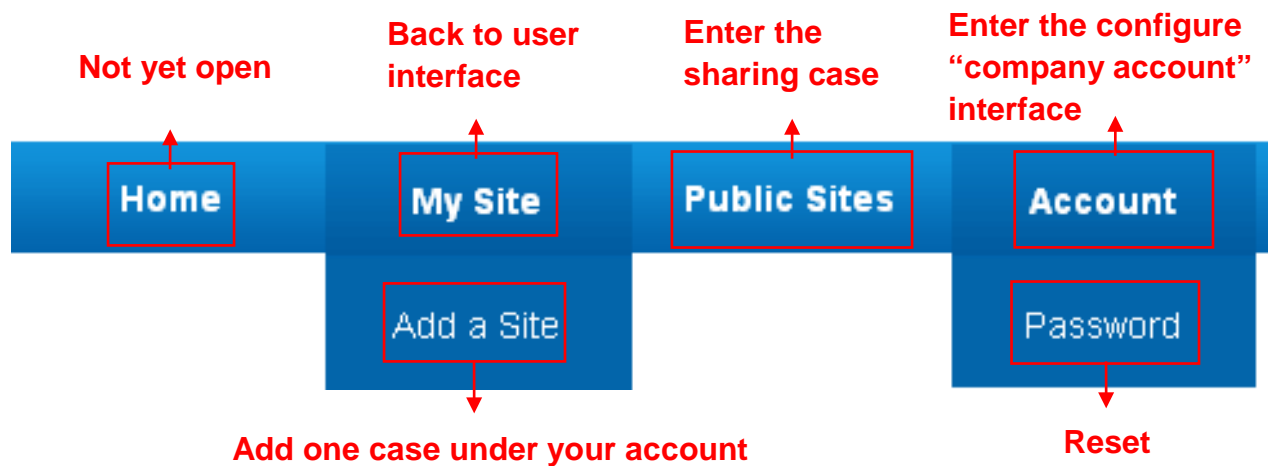 Not yet open
Back to user
interface
Enter the
sharing case
Enter the configure
“company account”
interface
Home
My Site
Public Sites
Account
Add a Site
Password
Add one case under your account
Reset